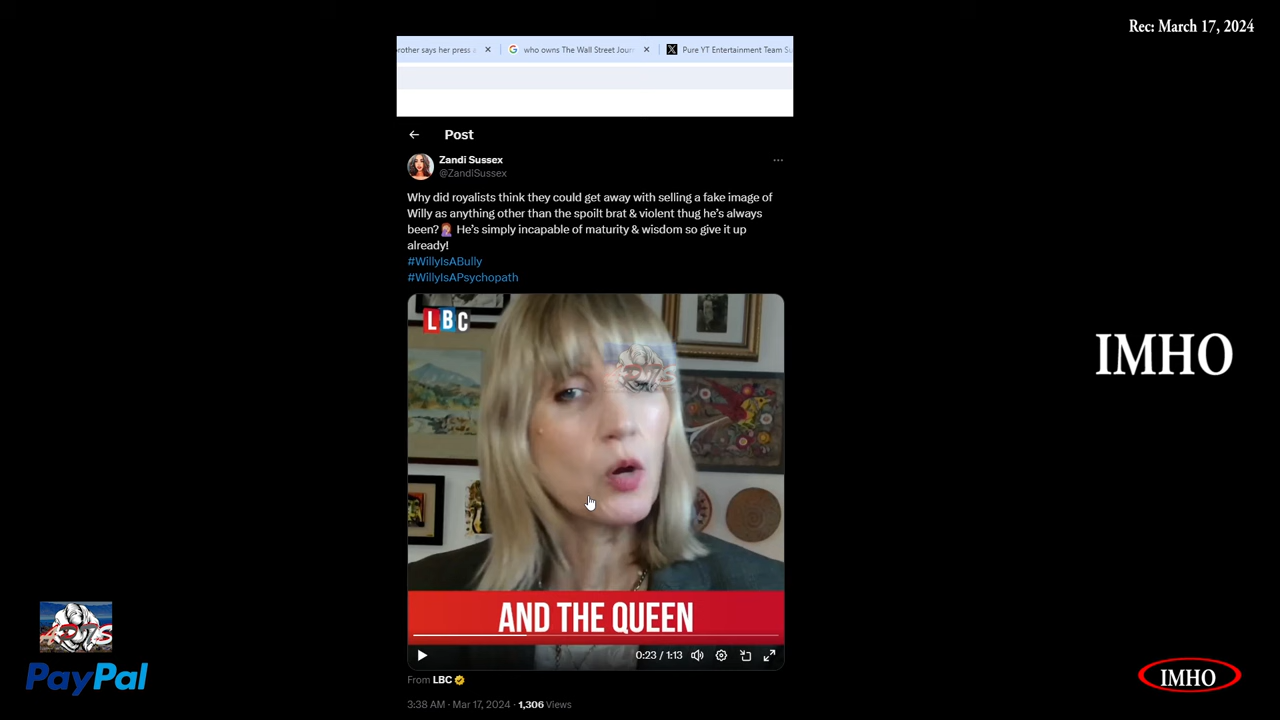 Rec: March 17, 2024
who owns The Wall Street Jour
Pure YT Entertainment Team
Post
Zandi Sussex
@ZandiSussex
Why did royalists think they could get away with selling a fake image of
Willy as anything other than the spoilt brat & violent thug he's always
been?🤦 He's simply incapable of maturity & wisdom so give it up
already!
#WillyIsABully
#WillyIsAPsychopath
LBC
IMHO
AND THE QUEEN
0:23 / 1:13
From LBC
3:38 AM · Mar 17, 2024 · 1,306 Views
PayPal
IMHO